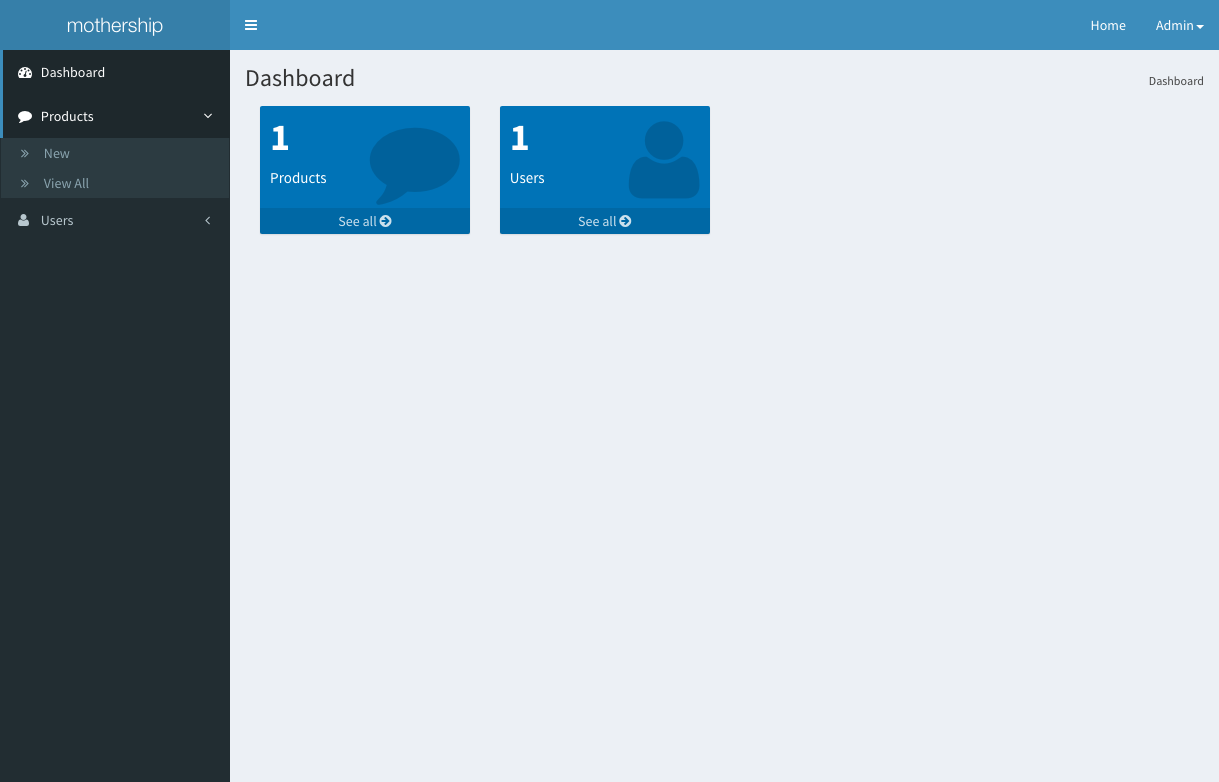 mothership
Home
Admin
Dashboard
Products
New
View All
Users
Dashboard
Dashboard
1
Products
See all
1
Users
See all